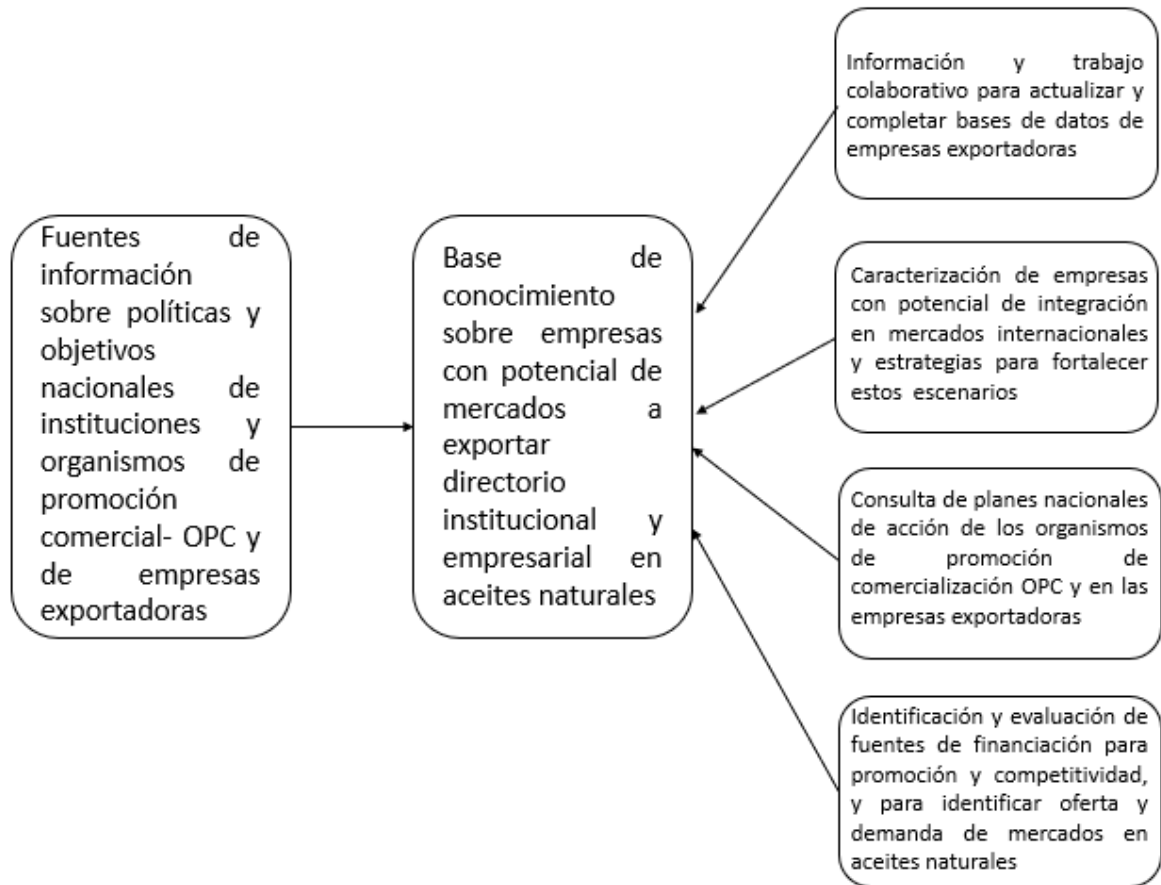 Fuentes de
información
sobre políticas y
objetivos
nacionales de
instituciones y
organismos de
promoción
comercial- OPC y
de empresas
exportadoras
Base de
conocimiento
sobre empresas
con potencial de
mercados a
exportar
directorio
institucional y
empresarial en
aceites naturales
Información y trabajo
colaborativo para actualizar y
completar bases de datos de
empresas exportadoras
Caracterización de empresas
con potencial de integración
en mercados internacionales
y estrategias para fortalecer
estos escenarios
Consulta de planes nacionales
de acción de los organismos
de promoción de
comercialización OPC y en las
empresas exportadoras
Identificación y evaluación de
fuentes de financiación para
promoción y competitividad,
y para identificar oferta y
demanda de mercados en
aceites naturales